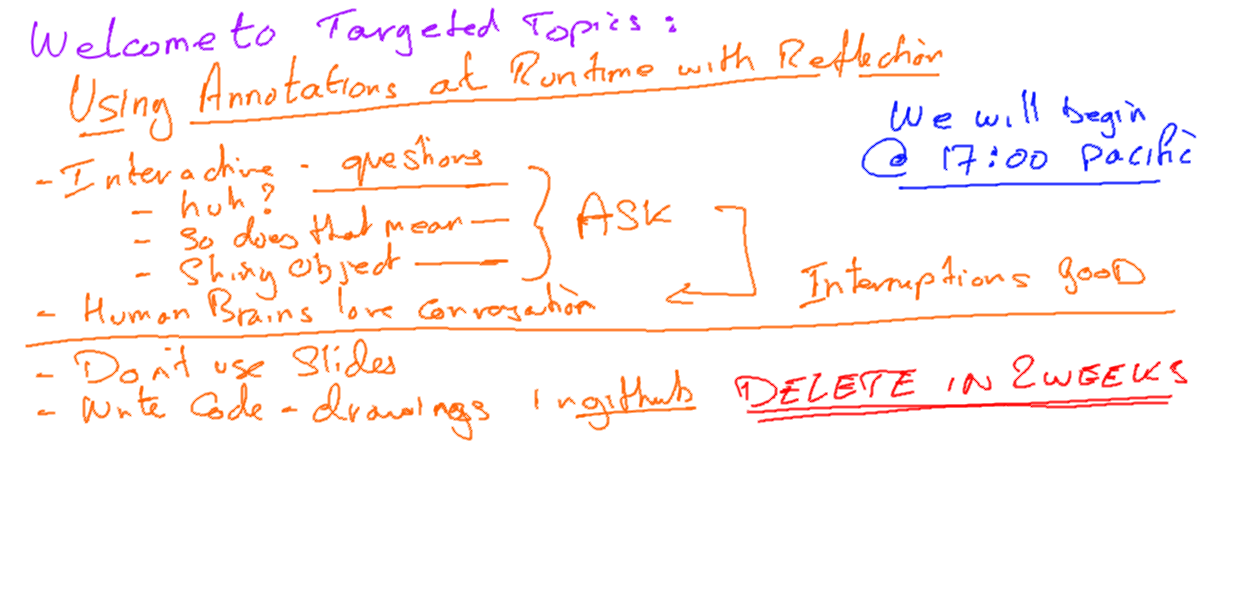 Welcome to Targeted Topics:
Using Annotations at Runtime with Reflection
We will begin
@ 17:00 Pacific
- Interactive - questions
- huh?
- So does that mean
- Shiny Object
} ASK
Interruptions gooD
- Human Brains love conversation
- Don't use Slides
- Write Code - drawings in github
DELETE IN 2 WEEKS